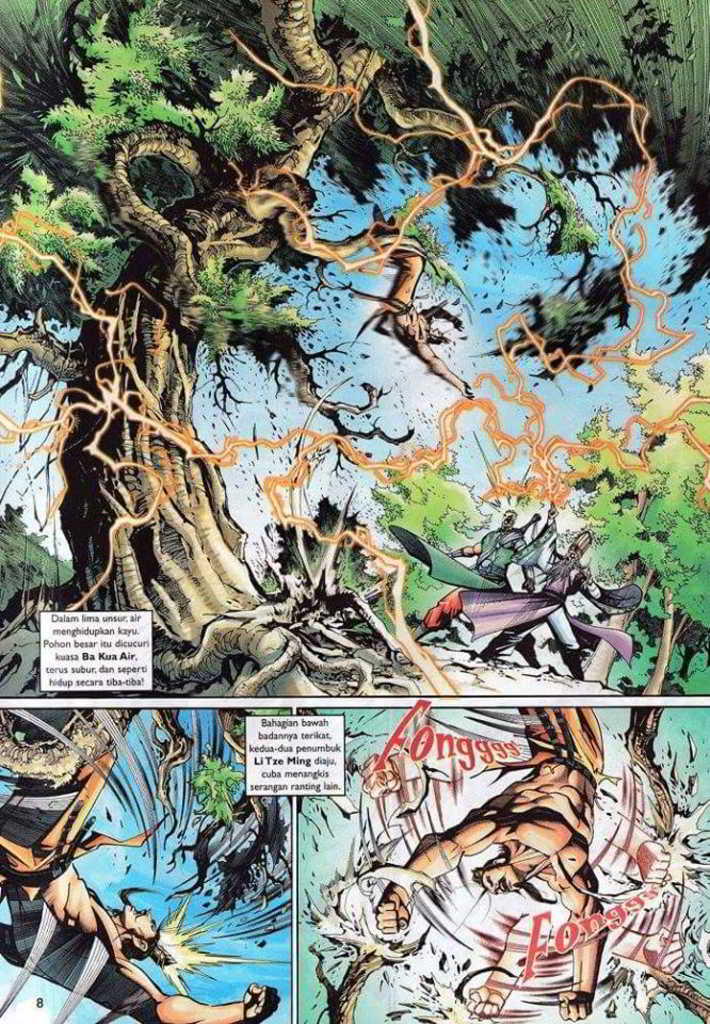 Dalam lima unsur, air
menghidupkan kayu.
Pohon besar itu dicucuri
kuasa Ba Kua Air,
terus subur, dan seperti
hidup secara tiba-tiba!
Bahagian bawah
badannya terikat,
kedua-dua penumbuk
Li Tze Ming diaju,
cuba menangkis
serangan ranting lain.
Fongggg
Fonggg
8